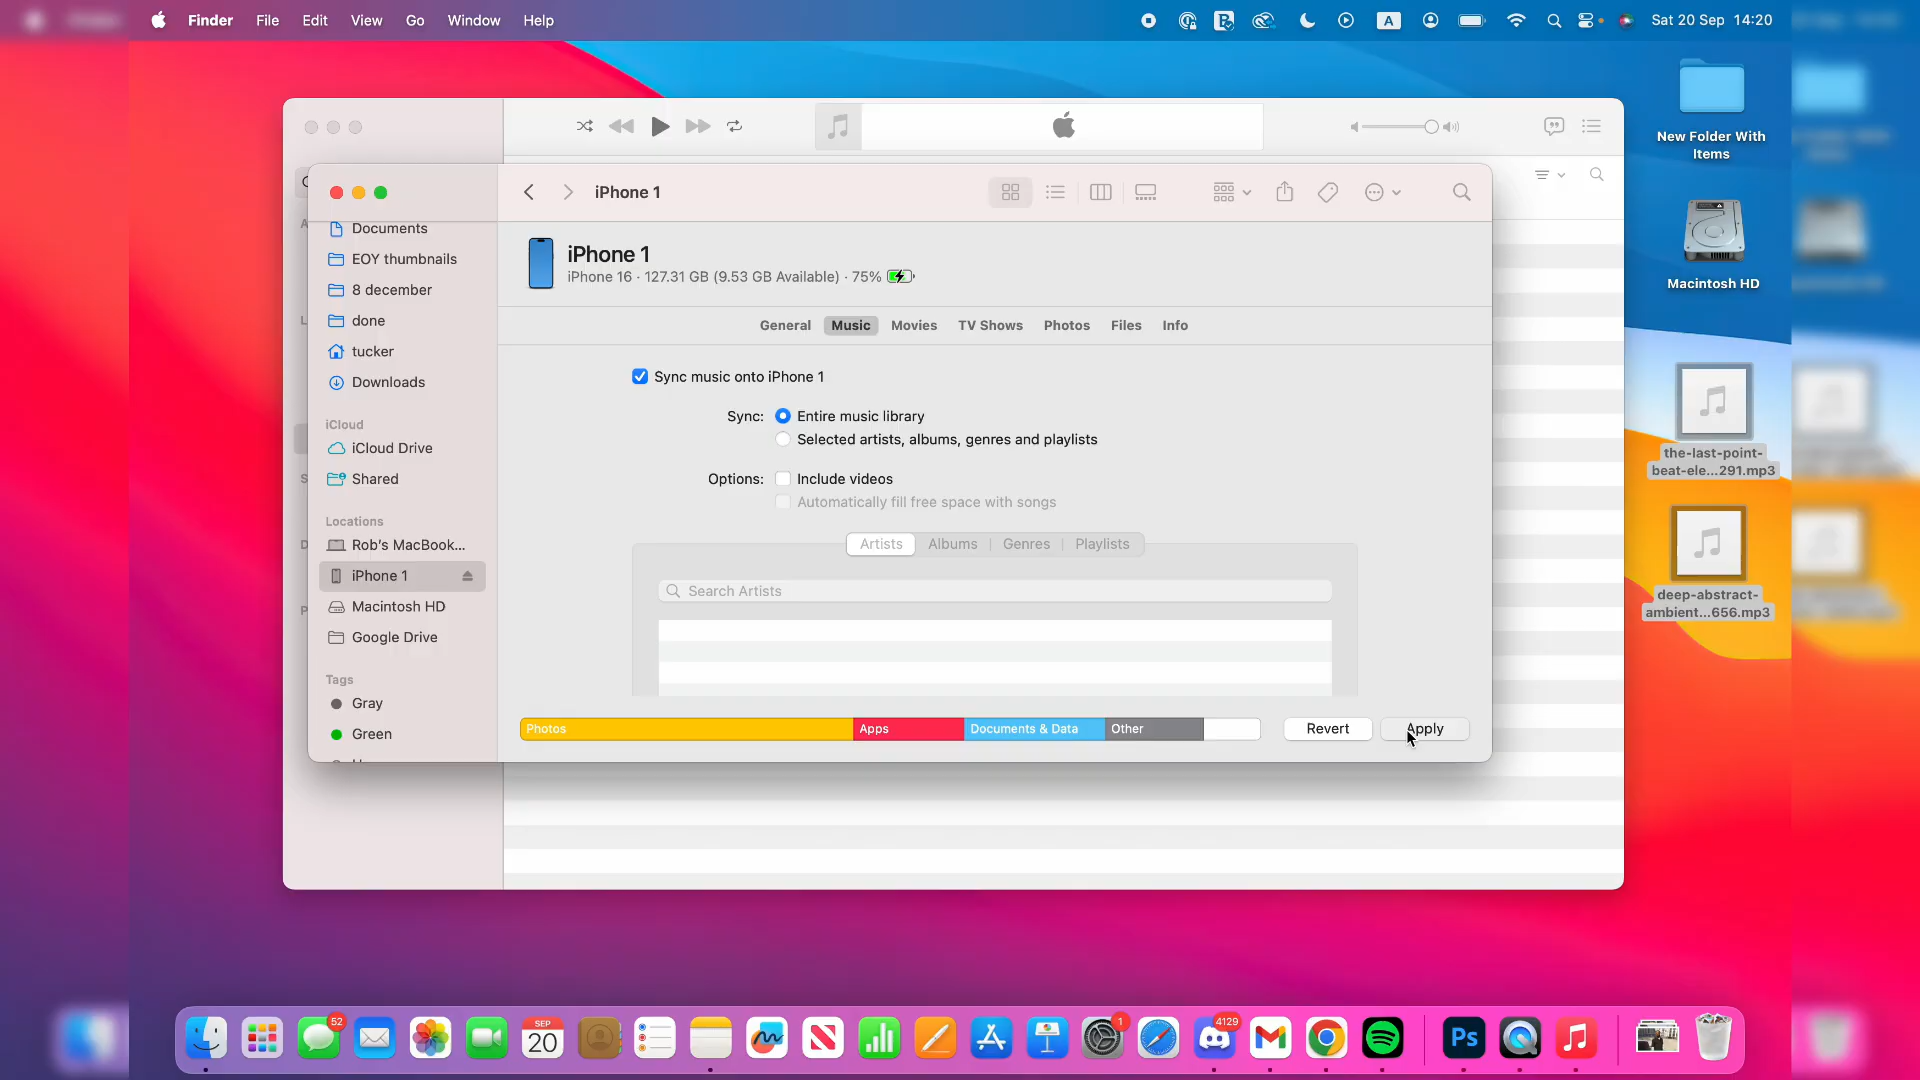 Finder File Edit View Go Window Help
A
Sat 20 Sep 14:20
New Folder With
Items
Macintosh HD
the-last-point-
beat-ele...291.mp3
deep-abstract-
ambient...656.mp3
iPhone 1
Documents
EOY thumbnails
8 december
done
tucker
Downloads
iCloud
iCloud Drive
Shared
Locations
Rob's MacBook...
iPhone 1
Macintosh HD
Google Drive
Tags
Gray
Green
iPhone 1
iPhone 16 · 127.31 GB (9.53 GB Available) · 75%
General Music Movies TV Shows Photos Files Info
Sync music onto iPhone 1
Sync: Entire music library
Selected artists, albums, genres and playlists
Options: Include videos
Automatically fill free space with songs
Artists Albums Genres Playlists
Search Artists
Photos Apps Documents & Data Other
Revert Apply
52
SEP
20
1
4129
Ps